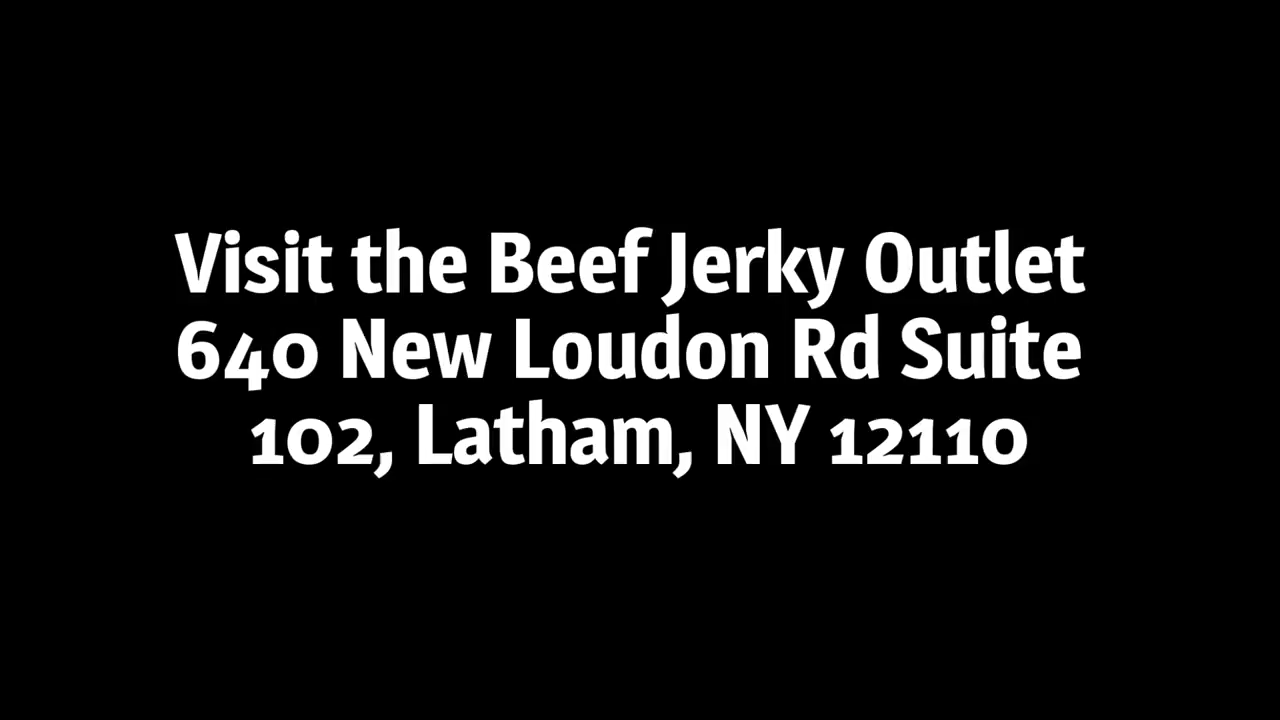 Visit the Beef Jerky Outlet
640 New Loudon Rd Suite
102, Latham, NY 12110